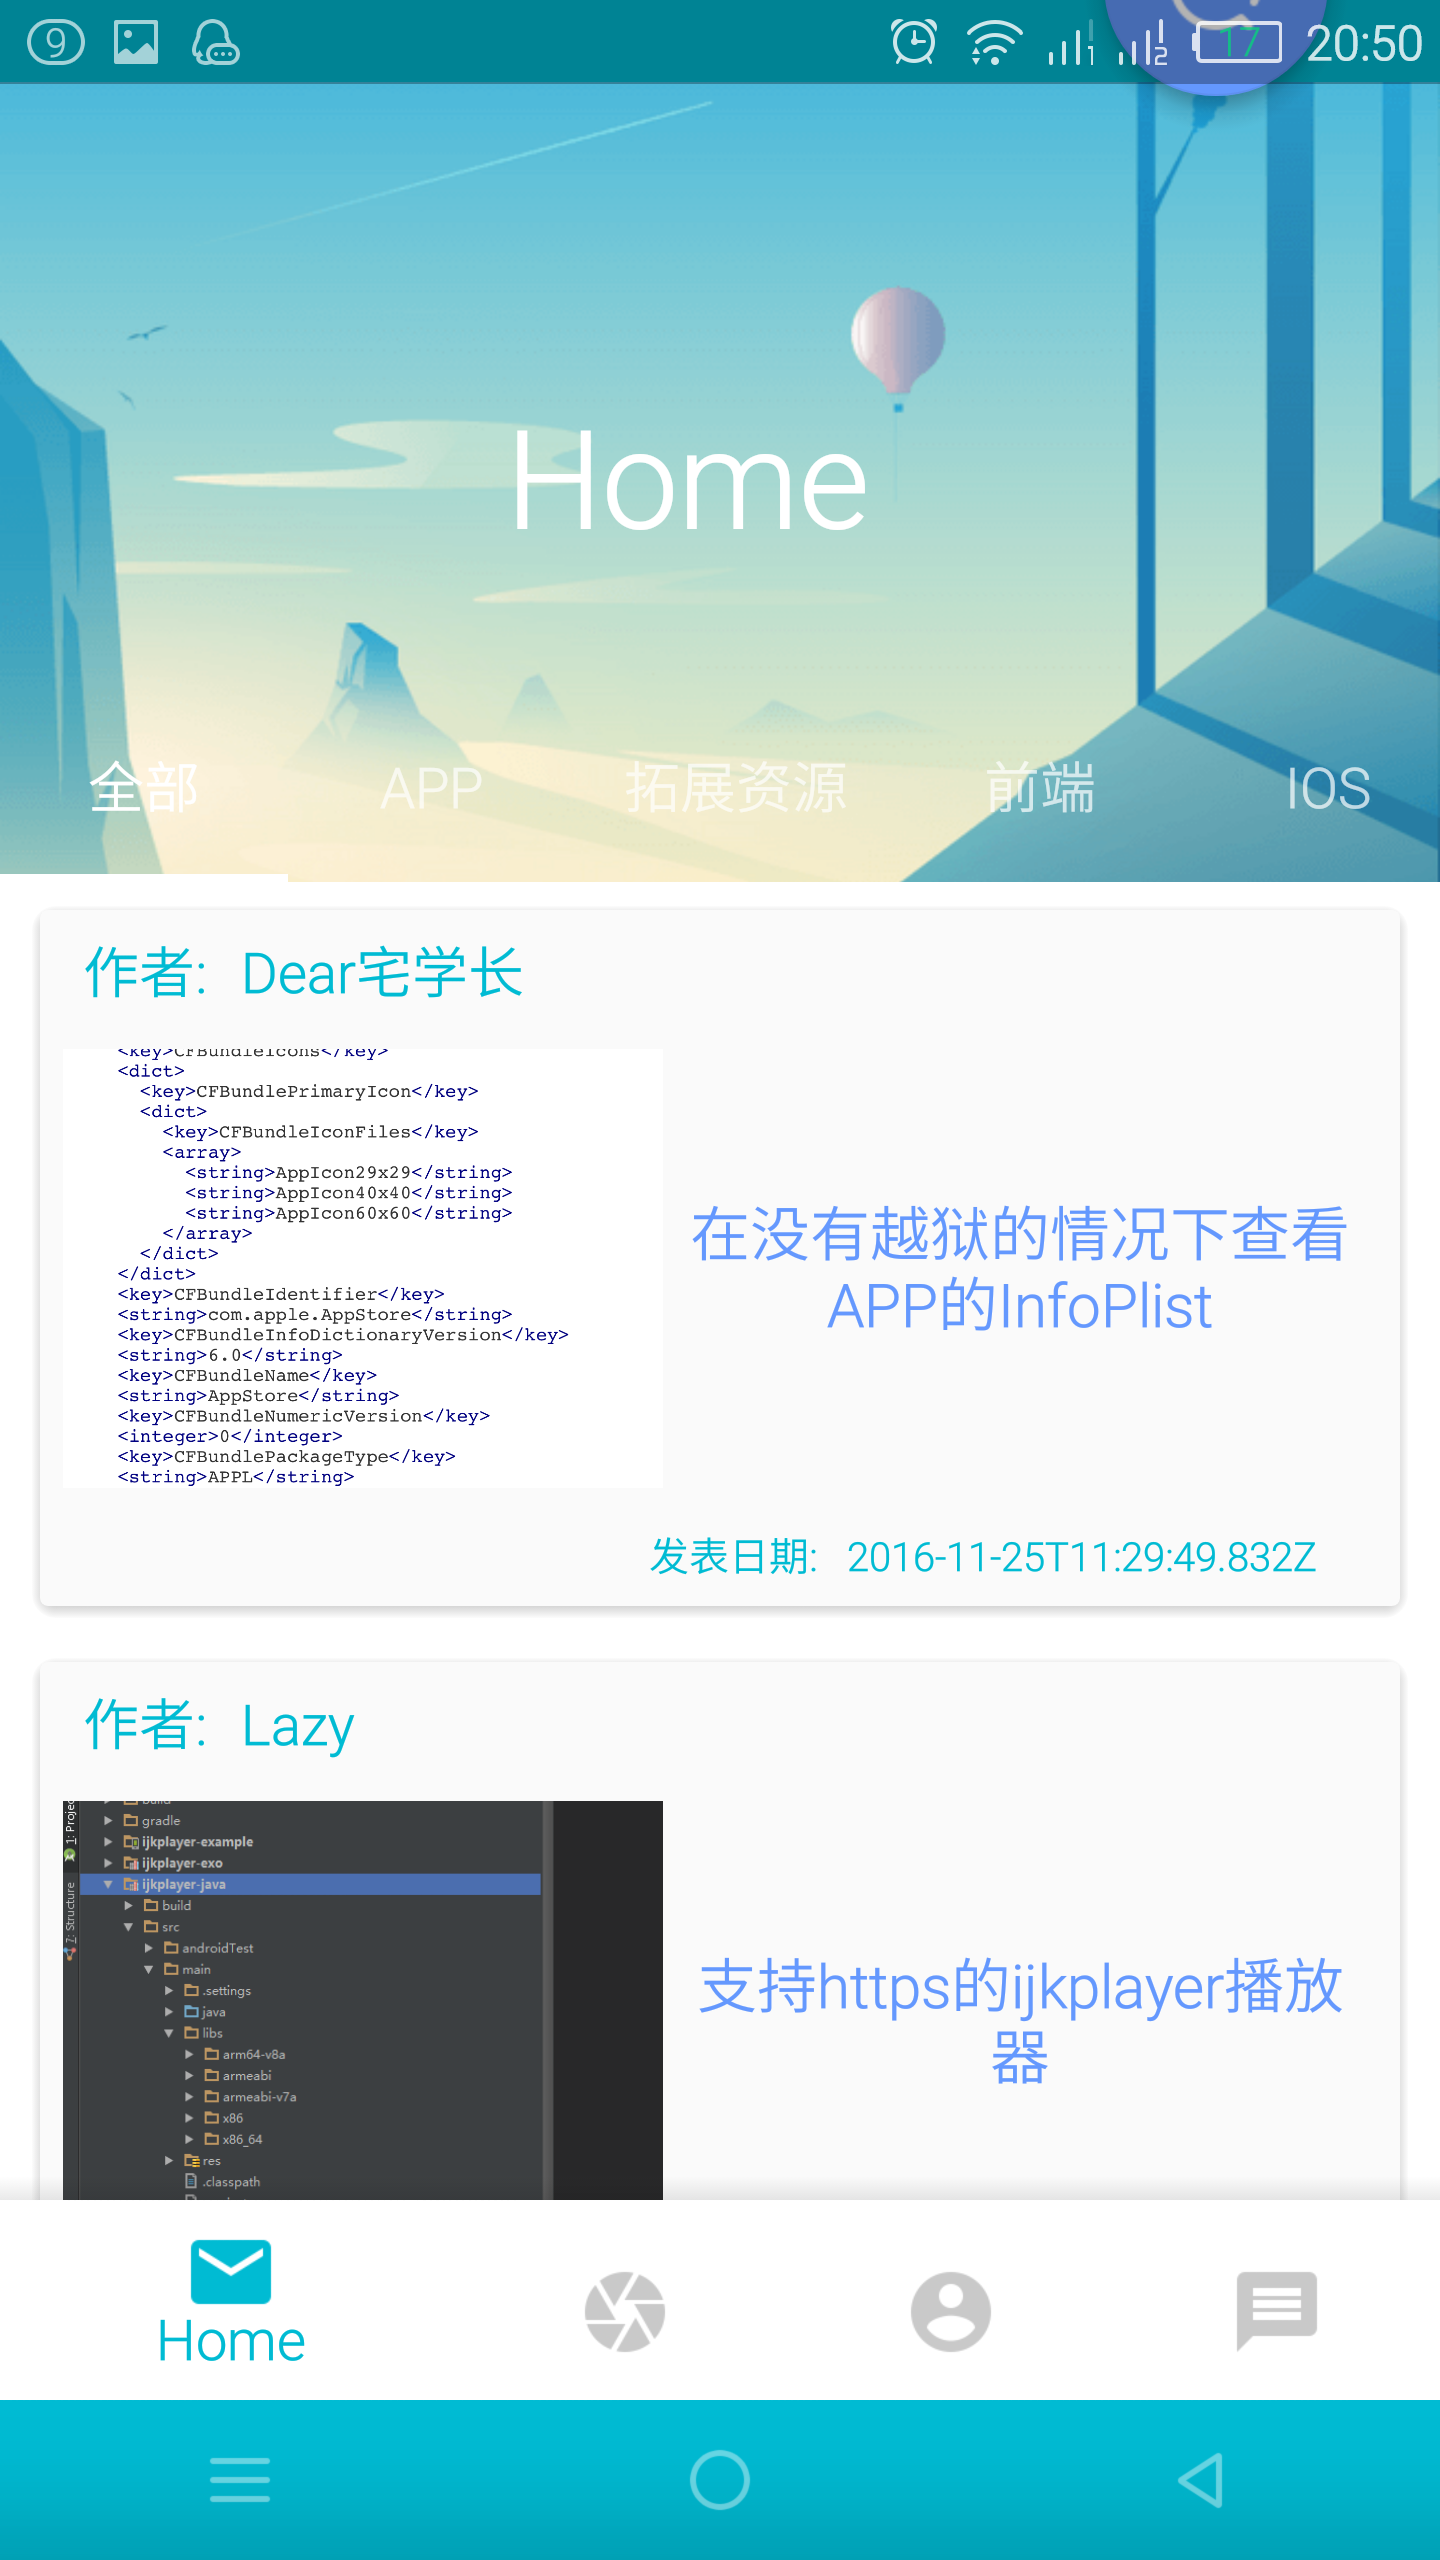 9
1
2
17
20:50
Home
全部
APP
拓展资源
前端
IOS
作者: Dear宅学长
<key>CFBundleIcons</key>
<dict>
<key>CFBundlePrimaryIcon</key>
<dict>
<key>CFBundleIconFiles</key>
<array>
<string>AppIcon29x29</string>
<string>AppIcon40x40</string>
<string>AppIcon60x60</string>
</array>
</dict>
</dict>
<key>CFBundleIdentifier</key>
<string>com.apple.AppStore</string>
<key>CFBundleInfoDictionaryVersion</key>
<string>6.0</string>
<key>CFBundleName</key>
<string>AppStore</string>
<key>CFBundleNumericVersion</key>
<integer>0</integer>
<key>CFBundlePackageType</key>
<string>APPL</string>
在没有越狱的情况下查看
APP的InfoPlist
发表日期: 2016-11-25T11:29:49.832Z
作者: Lazy
1: Projec
7: Structure
build
gradle
ijkplayer-example
ijkplayer-exo
ijkplayer-java
build
src
androidTest
main
.settings
java
libs
arm64-v8a
armeabi
armeabi-v7a
x86
x86_64
res
.classpath
支持https的ijkplayer播放
器
Home